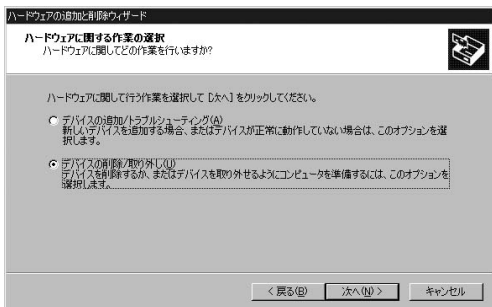 ハードウェアの追加と削除ウィザード
ハードウェアに関する作業の選択
ハードウェアに関してどの作業を行いますか?
ハードウェアに関して行う作業を選択して [次へ] をクリックしてください。
デバイスの追加/トラブルシューティング(A)
新しいデバイスを追加する場合、またはデバイスが正常に動作していない場合は、このオプションを選
択します。
デバイスの削除/取り外し(U)
デバイスを削除するか、またはデバイスを取り外せるようにコンピュータを準備するには、このオプションを
選択します。
< 戻る(B) 次へ(N) > キャンセル